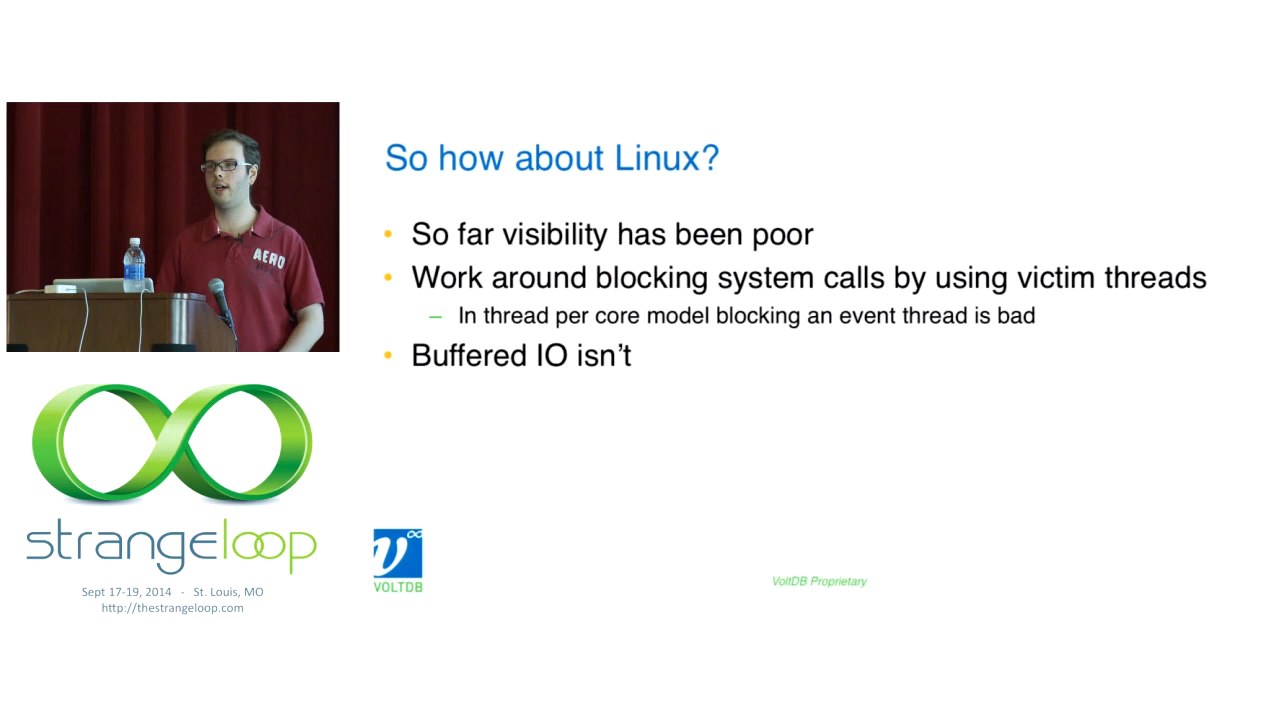 So how about Linux?
• So far visibility has been poor
• Work around blocking system calls by using victim threads
– In thread per core model blocking an event thread is bad
• Buffered IO isn’t
AERO
strangeloop
Sept 17-19, 2014 - St. Louis, MO
http://thestrangeloop.com
V∞
VOLTDB
VoltDB Proprietary